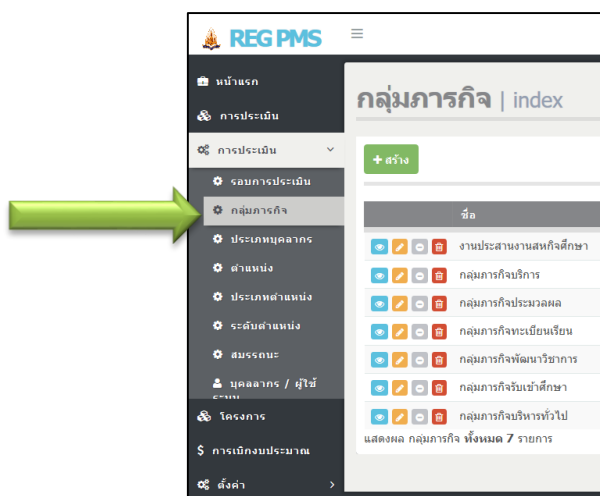 REG PMS
หน้าแรก
การประเมิน
การประเมิน
รอบการประเมิน
กลุ่มภารกิจ
ประเภทบุคลากร
ตำแหน่ง
ประเภทตำแหน่ง
ระดับตำแหน่ง
สมรรถนะ
บุคลลากร / ผู้ใช้
ระบบ
โครงการ
$ การเบิกงบประมาณ
ตั้งค่า
กลุ่มภารกิจ | index
+ สร้าง
ชื่อ
งานประสานงานสหกิจศึกษา
กลุ่มภารกิจบริการ
กลุ่มภารกิจประมวลผล
กลุ่มภารกิจทะเบียนเรียน
กลุ่มภารกิจพัฒนาวิชาการ
กลุ่มภารกิจรับเข้าศึกษา
กลุ่มภารกิจบริหารทั่วไป
แสดงผล กลุ่มภารกิจ ทั้งหมด 7 รายการ